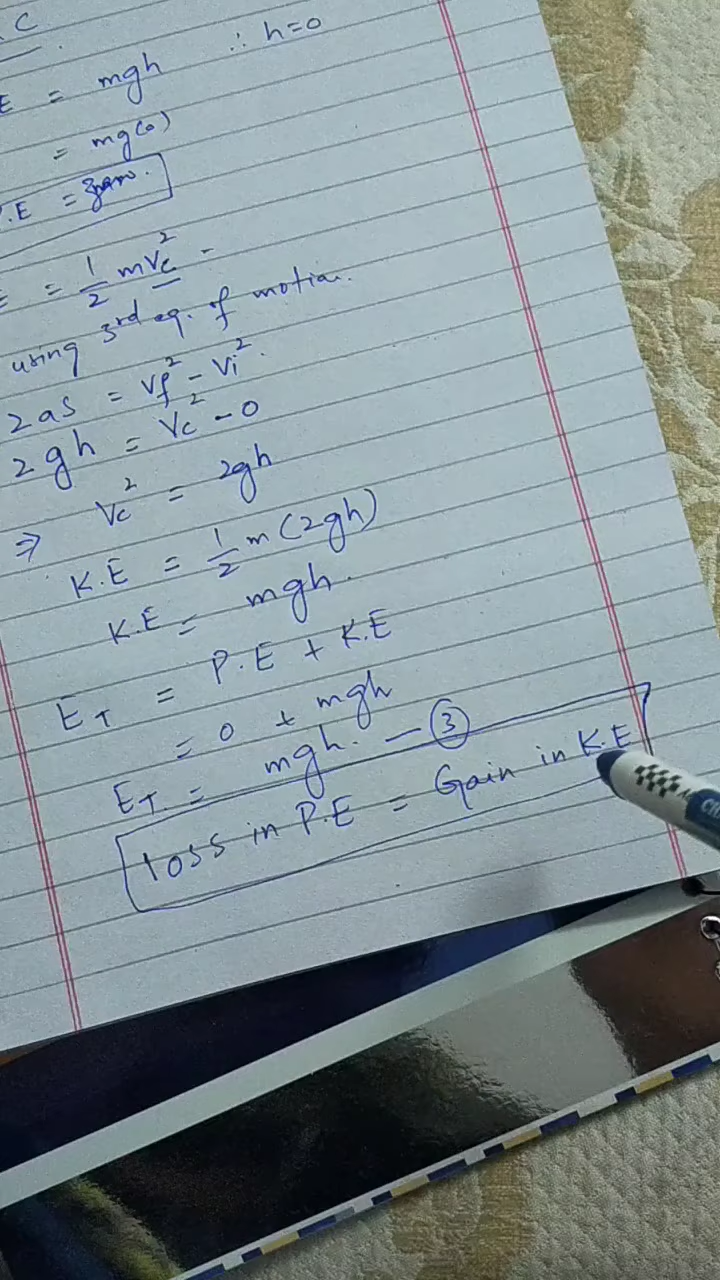 C
∴ h=0
E = mgh
= mg(0)
P.E = Zero.
= 1/2 mVc² -
using 3rd eq. of motion.
2as = Vf² - Vi².
2gh = Vc² - 0
⇒ Vc² = 2gh
K.E = 1/2 m (2gh)
K.E = mgh.
ET = P.E + K.E
= 0 + mgh
ET = mgh. — ③
loss in P.E = Gain in K.E